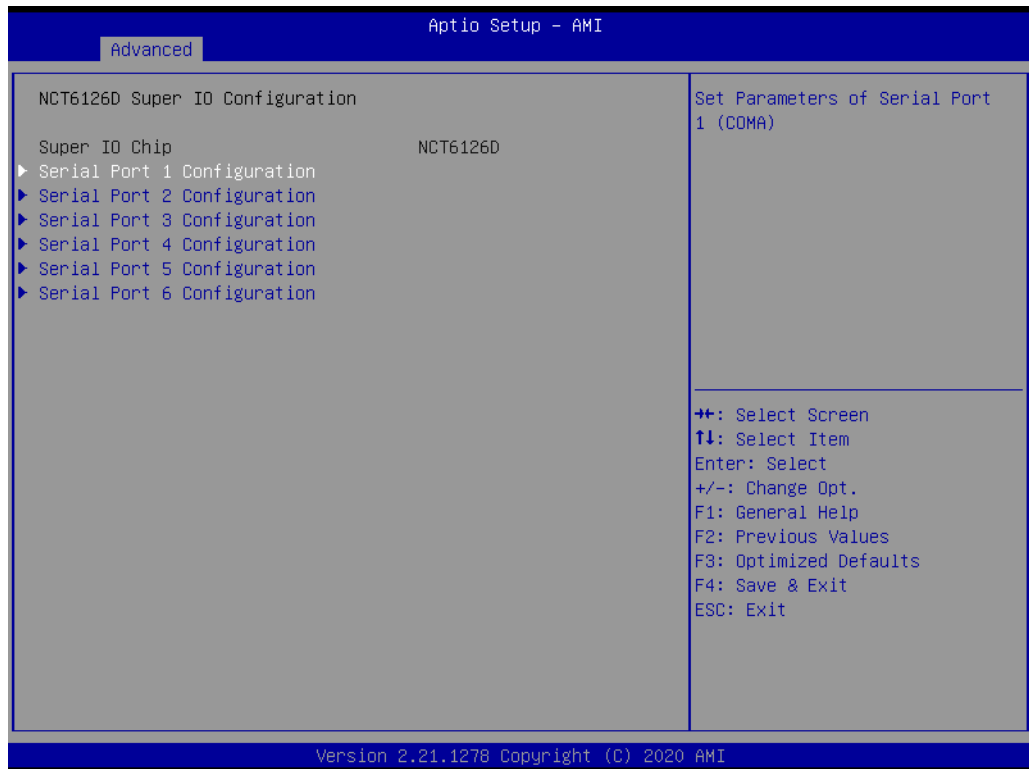 Aptio Setup – AMI
Advanced
NCT6126D Super IO Configuration
Super IO Chip NCT6126D
▶ Serial Port 1 Configuration
▶ Serial Port 2 Configuration
▶ Serial Port 3 Configuration
▶ Serial Port 4 Configuration
▶ Serial Port 5 Configuration
▶ Serial Port 6 Configuration
Set Parameters of Serial Port
1 (COMA)
→←: Select Screen
↑↓: Select Item
Enter: Select
+/-: Change Opt.
F1: General Help
F2: Previous Values
F3: Optimized Defaults
F4: Save & Exit
ESC: Exit
Version 2.21.1278 Copyright (C) 2020 AMI